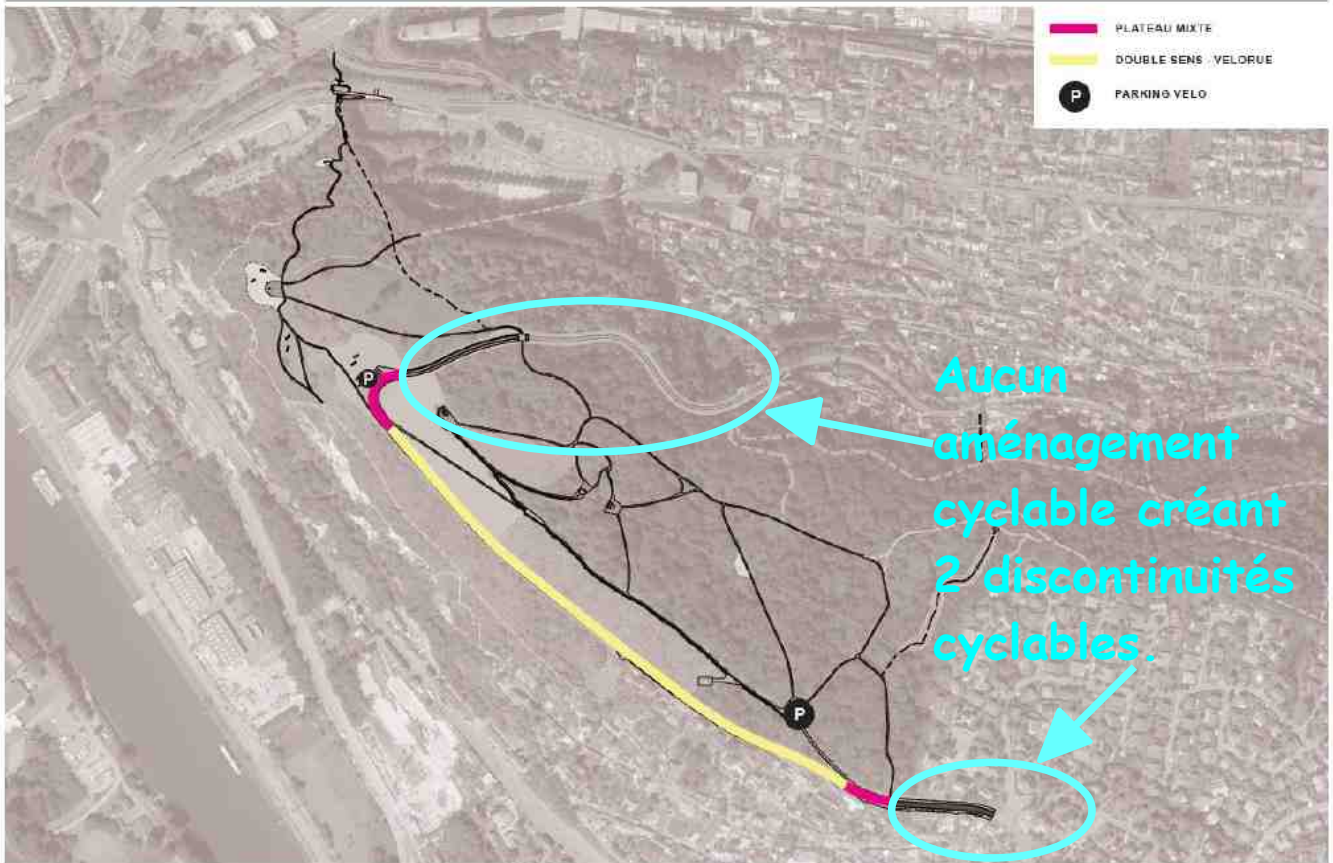 PLATEAU MIXTE
DOUBLE SENS - VELORUE
P
PARKING VELO
P
Aucun
aménagement
cyclable créant
2 discontinuités
cyclables.
P